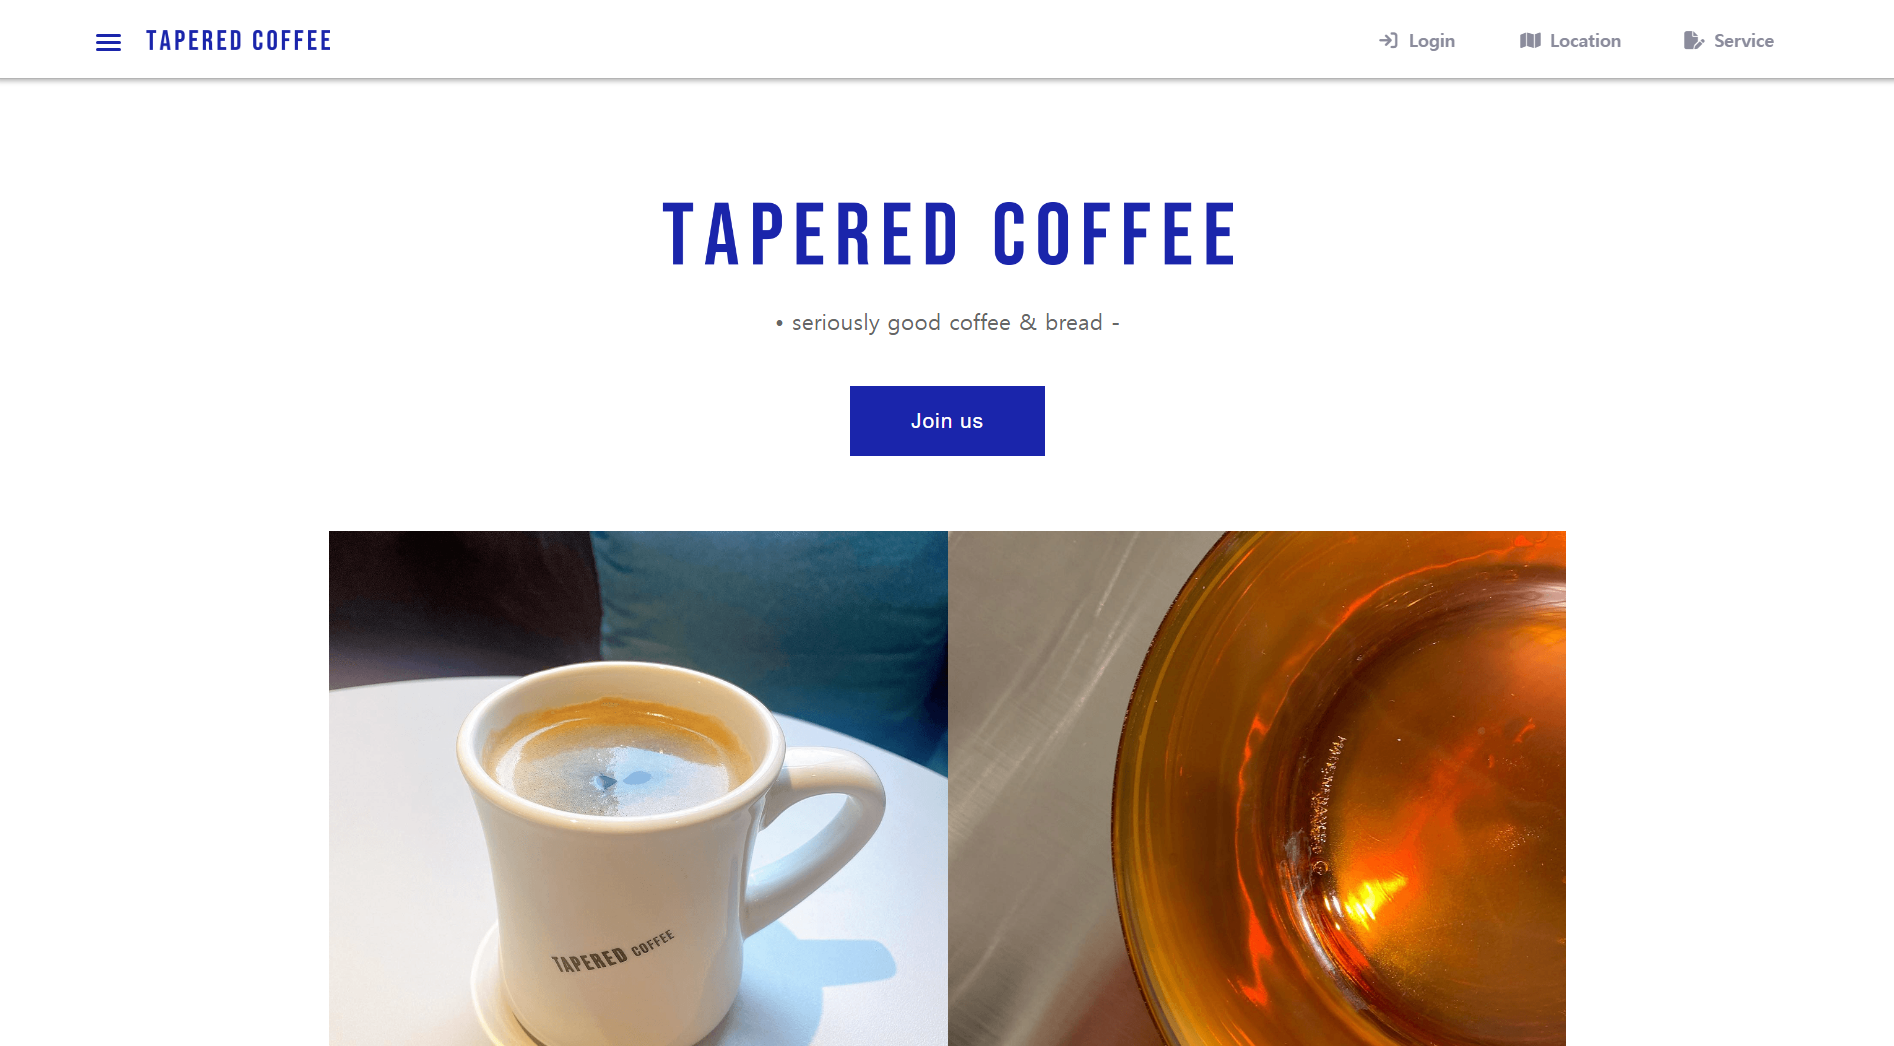 TAPERED COFFEE
Login
Location
Service
TAPERED COFFEE
• seriously good coffee & bread -
Join us
TAPERED COFFEE